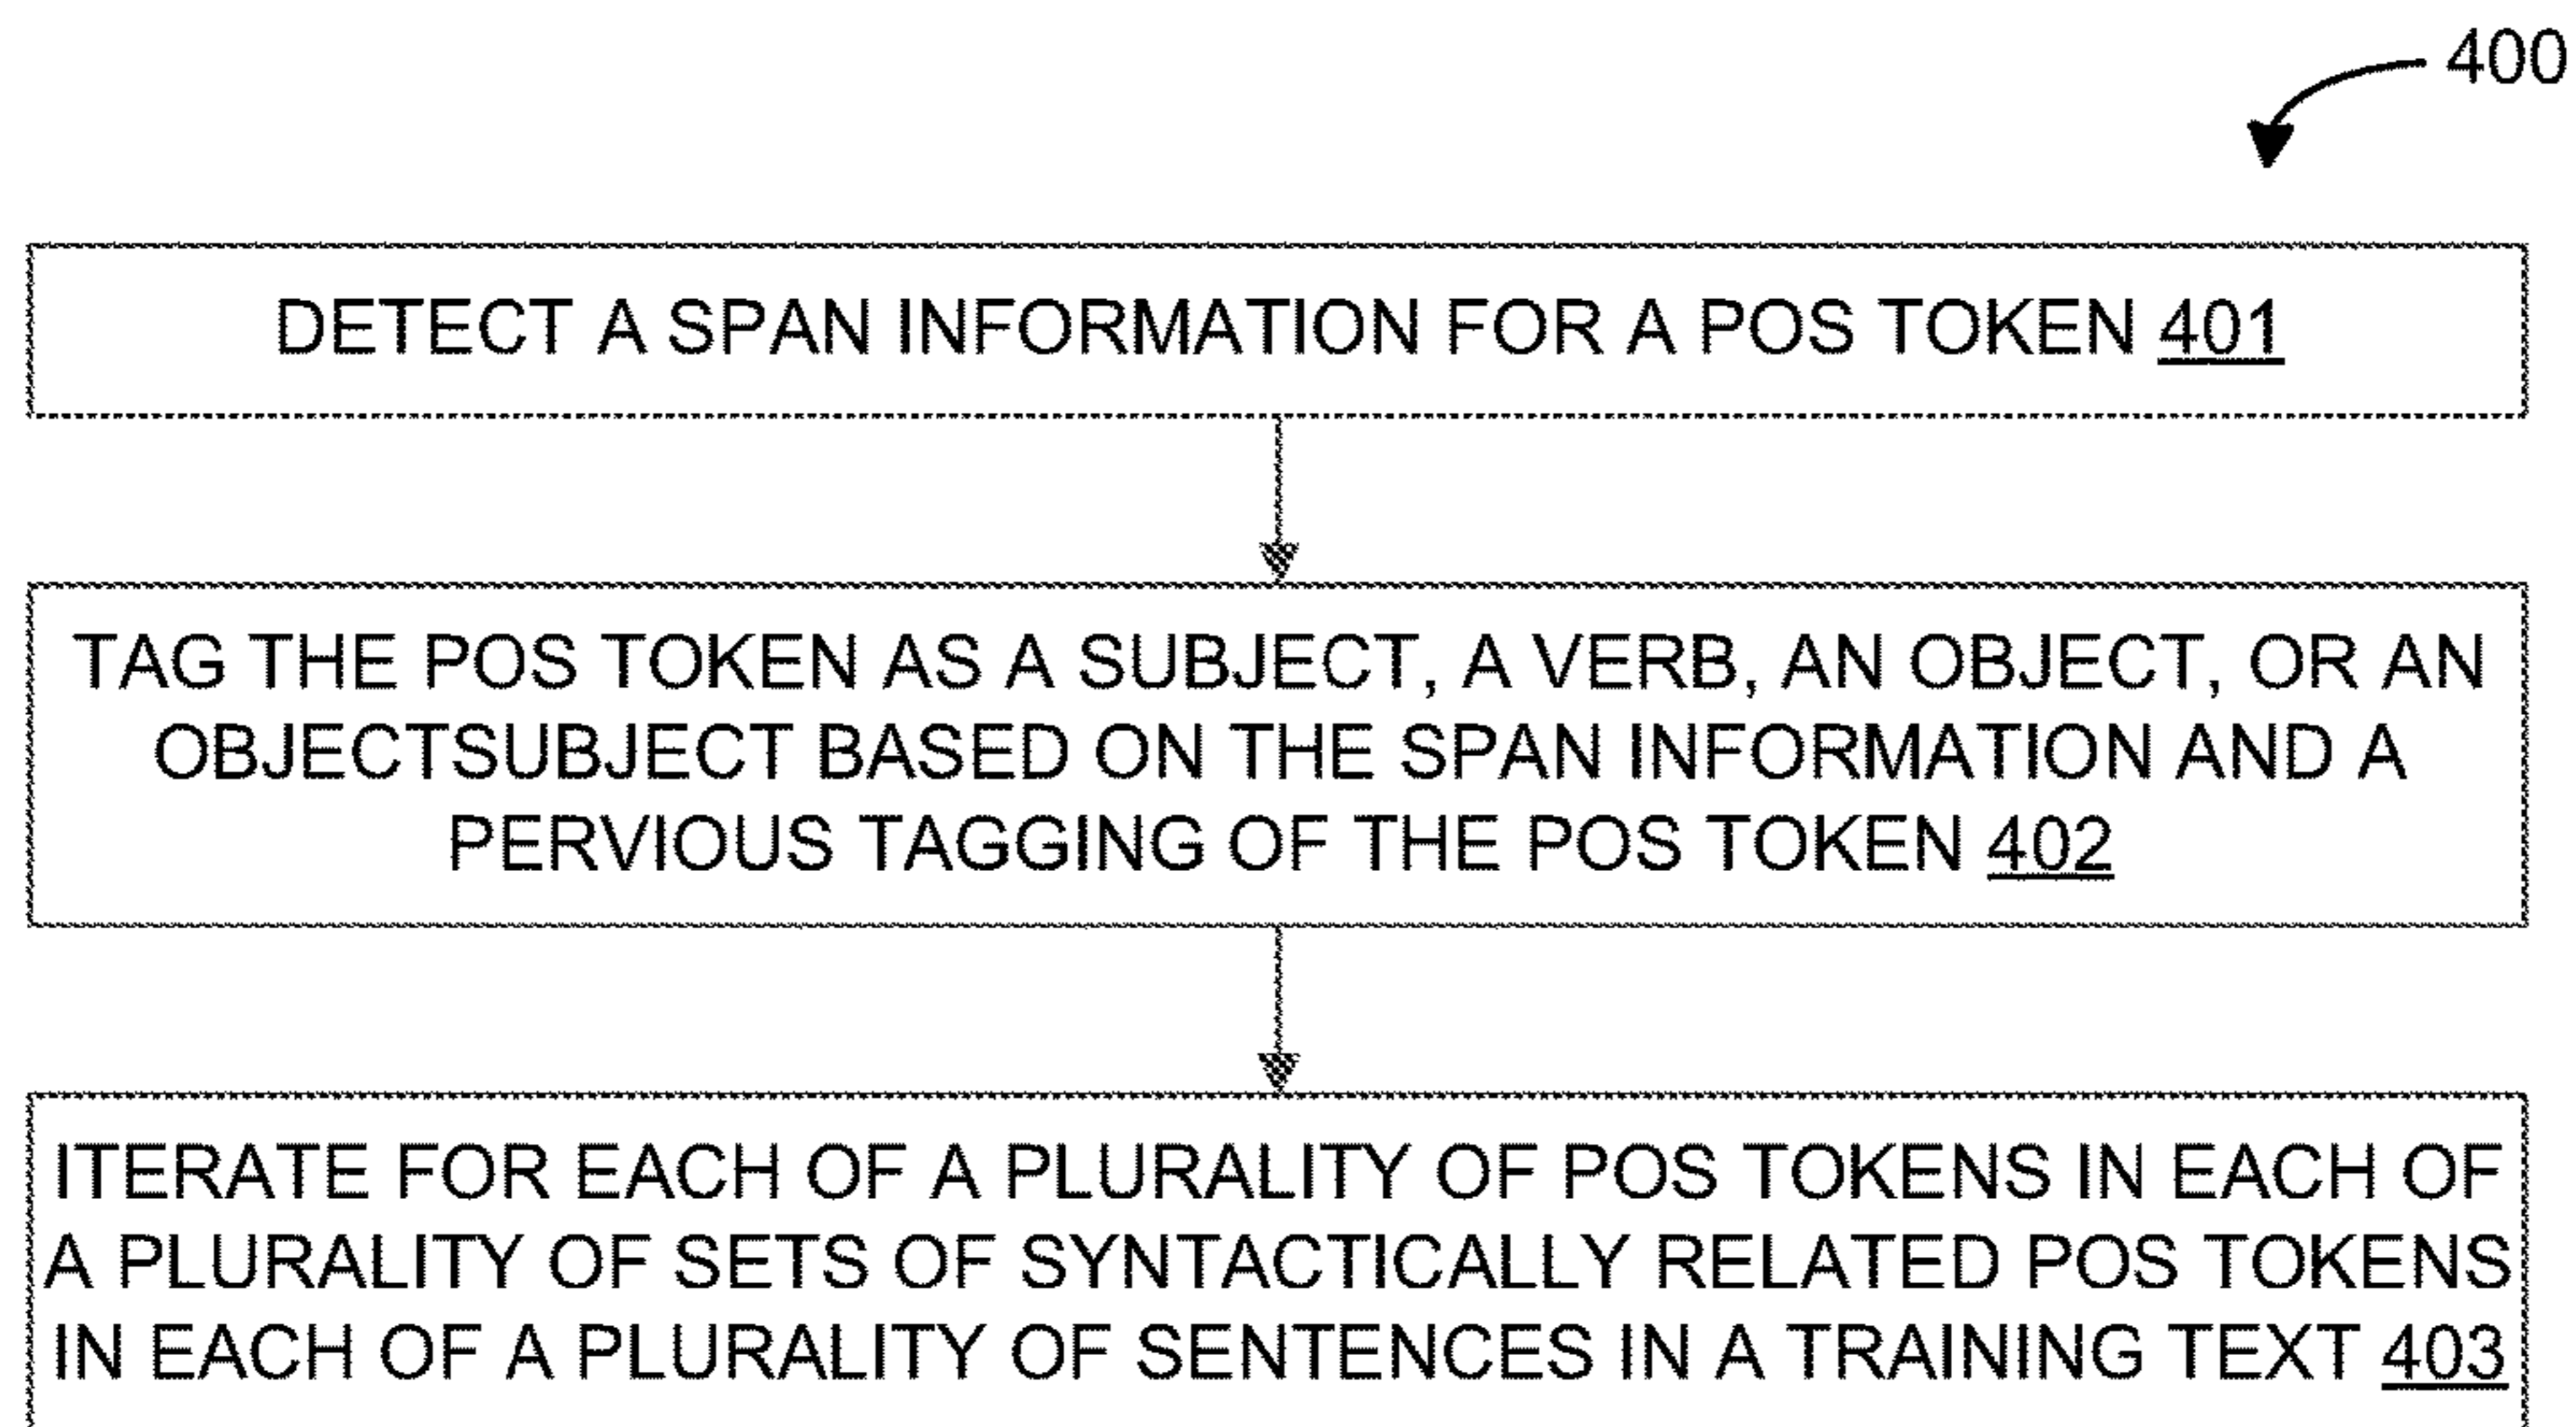 400
DETECT A SPAN INFORMATION FOR A POS TOKEN 401
TAG THE POS TOKEN AS A SUBJECT, A VERB, AN OBJECT, OR AN
OBJECTSUBJECT BASED ON THE SPAN INFORMATION AND A
PERVIOUS TAGGING OF THE POS TOKEN 402
ITERATE FOR EACH OF A PLURALITY OF POS TOKENS IN EACH OF
A PLURALITY OF SETS OF SYNTACTICALLY RELATED POS TOKENS
IN EACH OF A PLURALITY OF SENTENCES IN A TRAINING TEXT 403